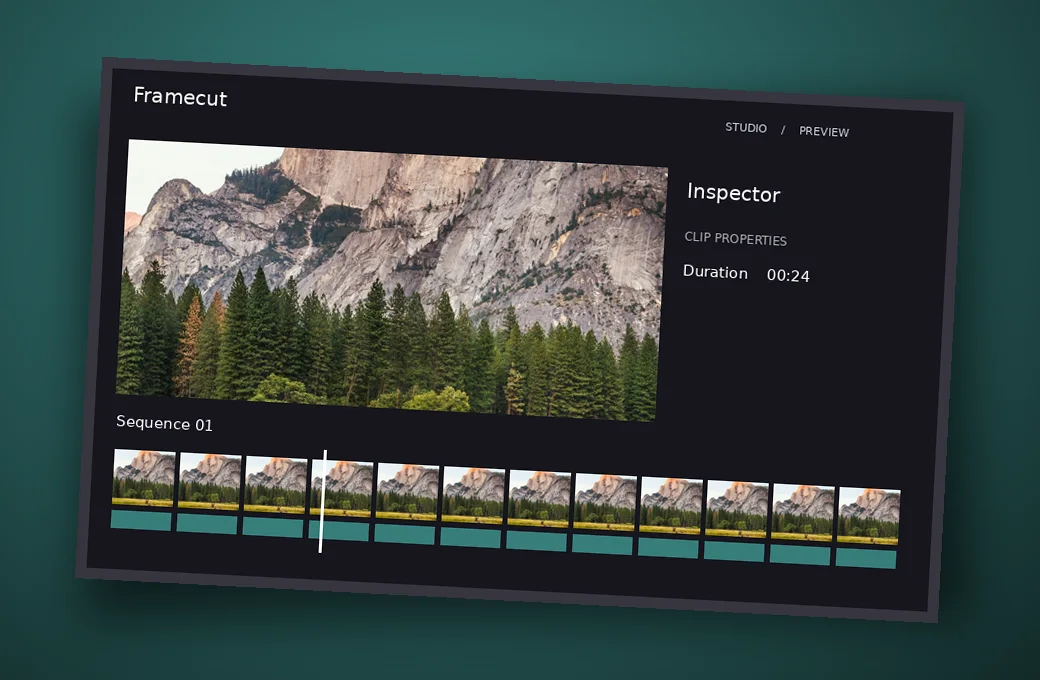 Framecut
STUDIO / PREVIEW
Inspector
CLIP PROPERTIES
Duration 00:24
Sequence 01